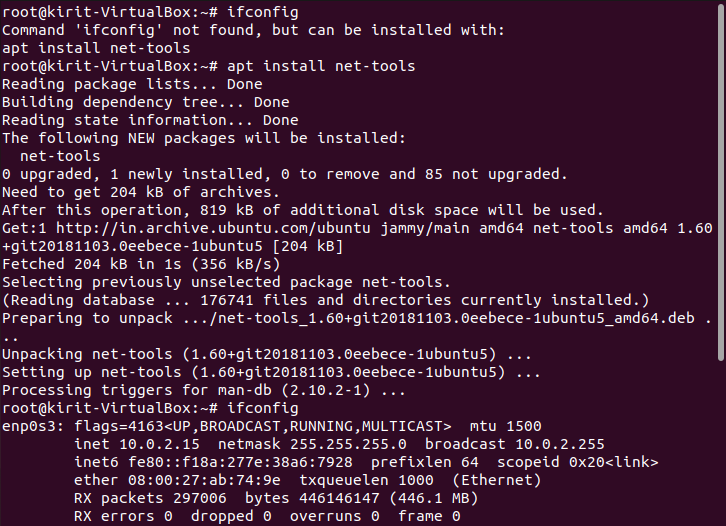 root@kirit-VirtualBox:~# ifconfig
Command 'ifconfig' not found, but can be installed with:
apt install net-tools
root@kirit-VirtualBox:~# apt install net-tools
Reading package lists... Done
Building dependency tree... Done
Reading state information... Done
The following NEW packages will be installed:
  net-tools
0 upgraded, 1 newly installed, 0 to remove and 85 not upgraded.
Need to get 204 kB of archives.
After this operation, 819 kB of additional disk space will be used.
Get:1 http://in.archive.ubuntu.com/ubuntu jammy/main amd64 net-tools amd64 1.60
+git20181103.0eebece-1ubuntu5 [204 kB]
Fetched 204 kB in 1s (356 kB/s)
Selecting previously unselected package net-tools.
(Reading database ... 176741 files and directories currently installed.)
Preparing to unpack .../net-tools_1.60+git20181103.0eebece-1ubuntu5_amd64.deb .
..
Unpacking net-tools (1.60+git20181103.0eebece-1ubuntu5) ...
Setting up net-tools (1.60+git20181103.0eebece-1ubuntu5) ...
Processing triggers for man-db (2.10.2-1) ...
root@kirit-VirtualBox:~# ifconfig
enp0s3: flags=4163<UP,BROADCAST,RUNNING,MULTICAST>  mtu 1500
        inet 10.0.2.15  netmask 255.255.255.0  broadcast 10.0.2.255
        inet6 fe80::f18a:277e:38a6:7928  prefixlen 64  scopeid 0x20<link>
        ether 08:00:27:ab:74:9e  txqueuelen 1000  (Ethernet)
        RX packets 297006  bytes 446146147 (446.1 MB)
        RX errors 0  dropped 0  overruns 0  frame 0